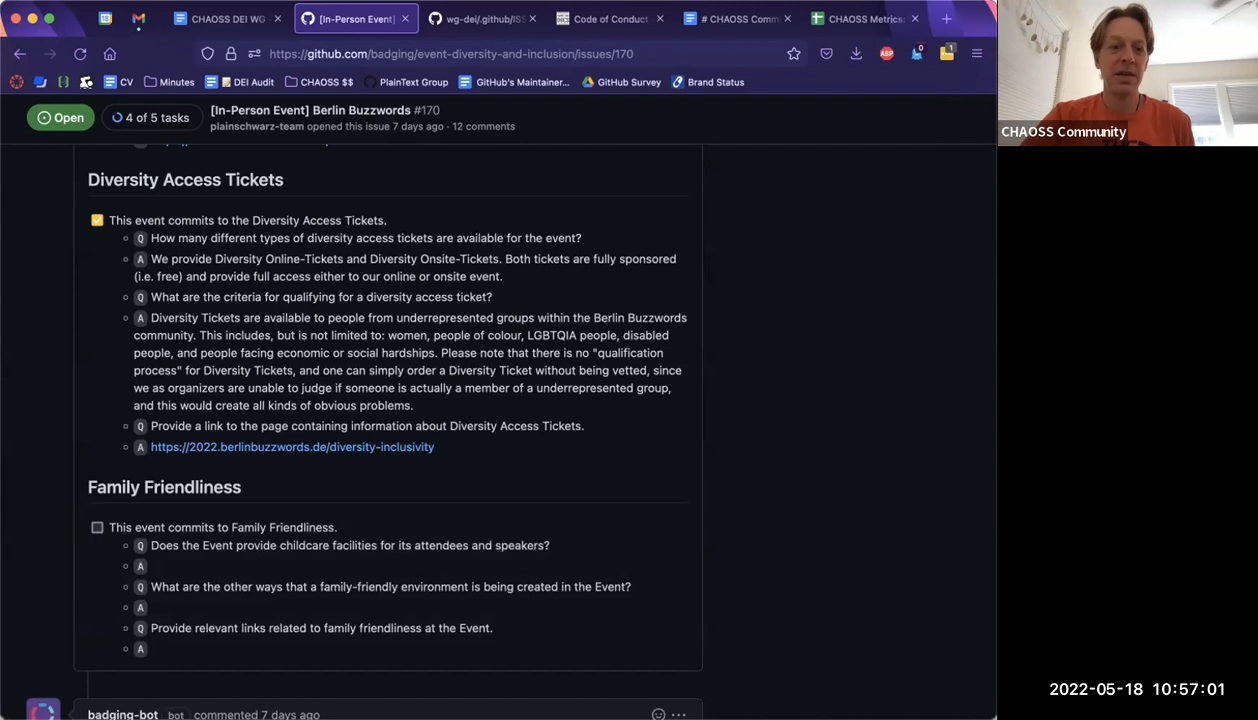 CHAOSS DEI WG
[In-Person Event]
wg-dei/.github/ISS
Code of Conduct
# CHAOSS Comm
CHAOSS Metrics
https://github.com/badging/event-diversity-and-inclusion/issues/170
CV
Minutes
DEI Audit
CHAOSS $$
PlainText Group
GitHub's Maintainer...
GitHub Survey
Brand Status
ABP
0
1
Open
4 of 5 tasks
[In-Person Event] Berlin Buzzwords #170
plainschwarz-team opened this issue 7 days ago · 12 comments
Diversity Access Tickets
This event commits to the Diversity Access Tickets.
Q How many different types of diversity access tickets are available for the event?
A We provide Diversity Online-Tickets and Diversity Onsite-Tickets. Both tickets are fully sponsored
(i.e. free) and provide full access either to our online or onsite event.
Q What are the criteria for qualifying for a diversity access ticket?
A Diversity Tickets are available to people from underrepresented groups within the Berlin Buzzwords
community. This includes, but is not limited to: women, people of colour, LGBTQIA people, disabled
people, and people facing economic or social hardships. Please note that there is no "qualification
process" for Diversity Tickets, and one can simply order a Diversity Ticket without being vetted, since
we as organizers are unable to judge if someone is actually a member of a underrepresented group,
and this would create all kinds of obvious problems.
Q Provide a link to the page containing information about Diversity Access Tickets.
A https://2022.berlinbuzzwords.de/diversity-inclusivity
Family Friendliness
This event commits to Family Friendliness.
Q Does the Event provide childcare facilities for its attendees and speakers?
A
Q What are the other ways that a family-friendly environment is being created in the Event?
A
Q Provide relevant links related to family friendliness at the Event.
A
badging-bot bot commented 7 days ago
CHAOSS Community
2022-05-18 10:57:01